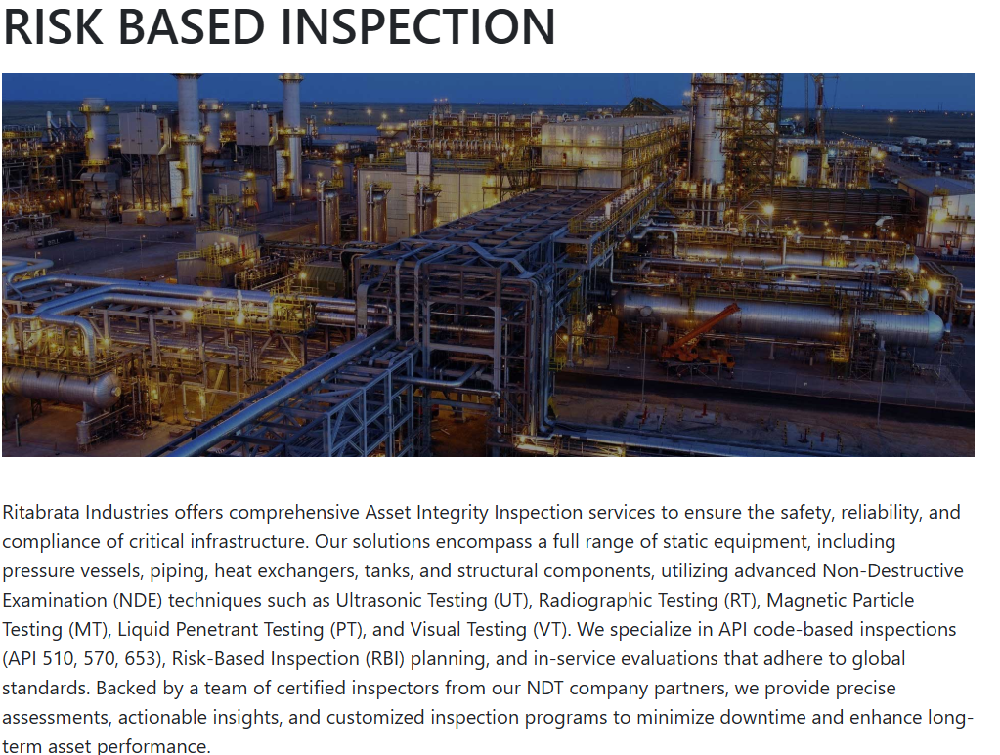 RISK BASED INSPECTION
Ritabrata Industries offers comprehensive Asset Integrity Inspection services to ensure the safety, reliability, and
compliance of critical infrastructure. Our solutions encompass a full range of static equipment, including
pressure vessels, piping, heat exchangers, tanks, and structural components, utilizing advanced Non-Destructive
Examination (NDE) techniques such as Ultrasonic Testing (UT), Radiographic Testing (RT), Magnetic Particle
Testing (MT), Liquid Penetrant Testing (PT), and Visual Testing (VT). We specialize in API code-based inspections
(API 510, 570, 653), Risk-Based Inspection (RBI) planning, and in-service evaluations that adhere to global
standards. Backed by a team of certified inspectors from our NDT company partners, we provide precise
assessments, actionable insights, and customized inspection programs to minimize downtime and enhance long-
term asset performance.